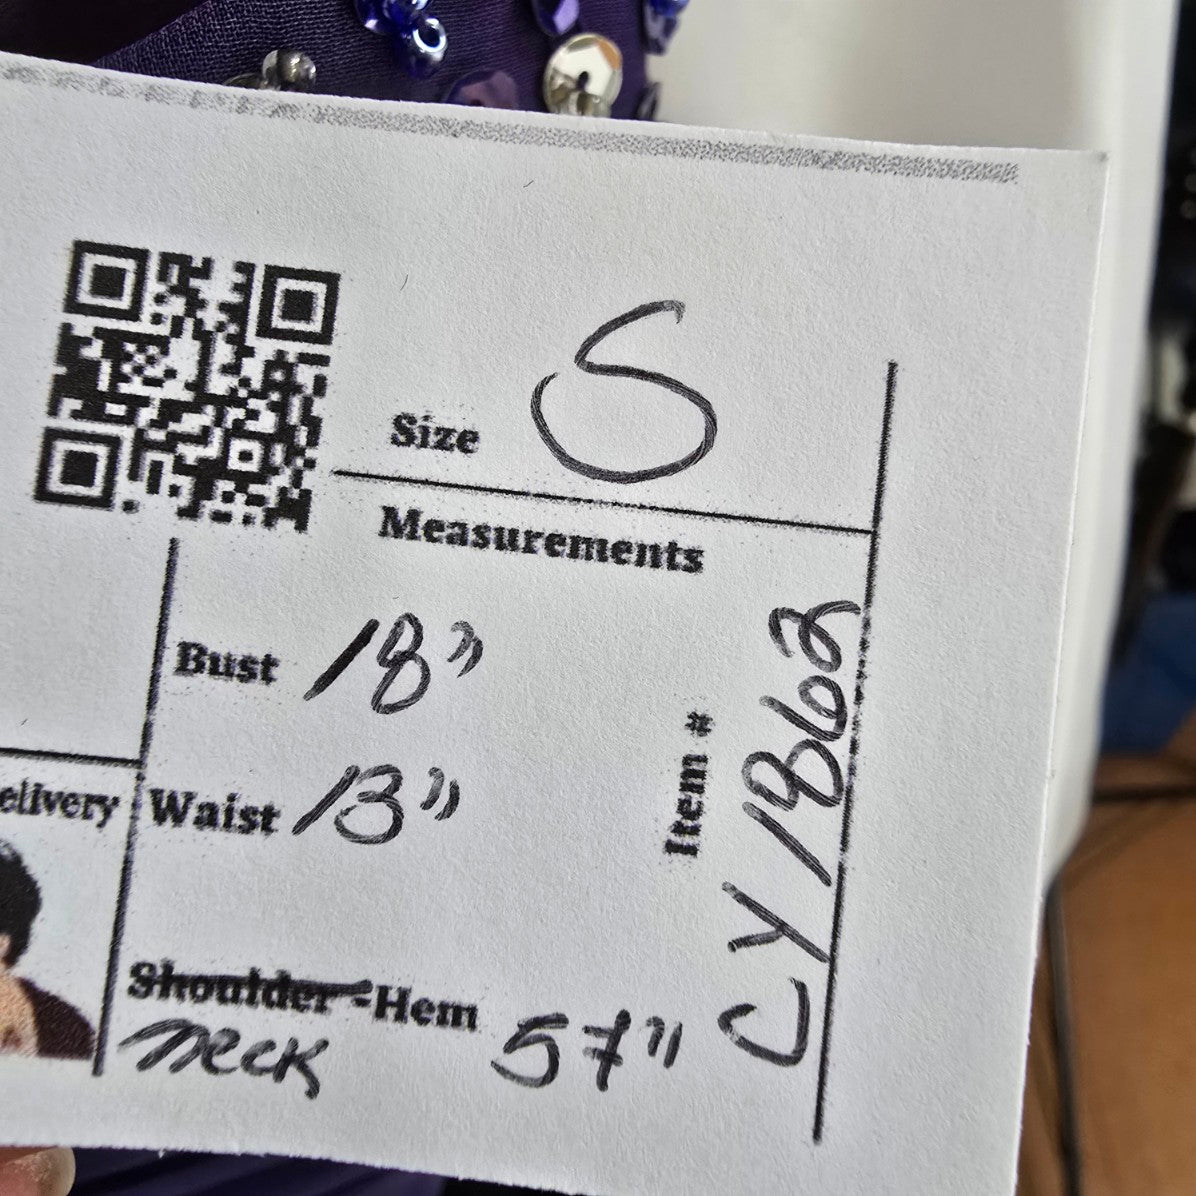 Size S
Measurements
Bust 18"
Waist 13"
elivery
Shoulder-Hem 57"
neck
Item # CY1862